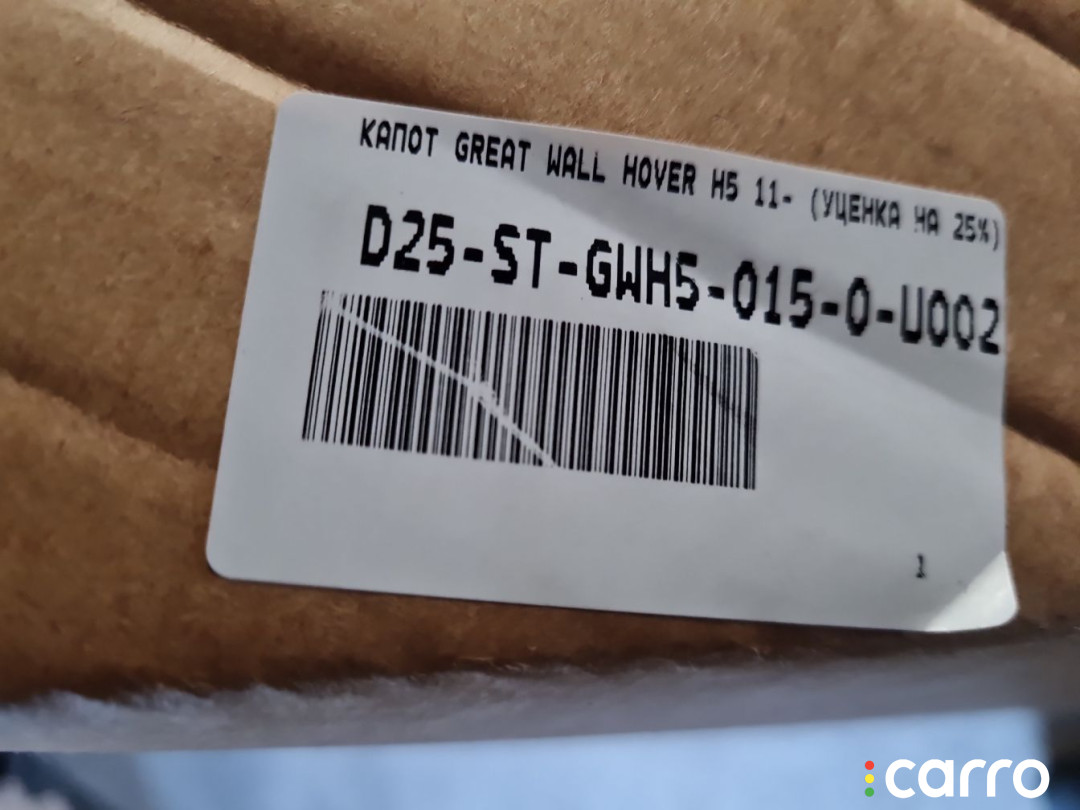 КАПОТ GREAT WALL HOVER H5 11- (УЦЕНКА НА 25%)
D25-ST-GWH5-015-0-U002
1
carro